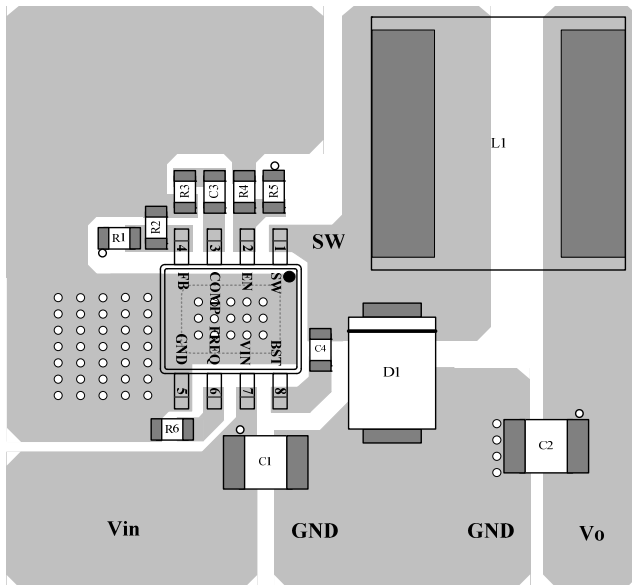 L1
R3
C3
R4
R5
R2
R1
SW
4
3
2
1
FB
COMP
EN
SW
GND
FREQ
VIN
BST
5
6
7
8
C4
D1
R6
C1
C2
Vin
GND
GND
Vo